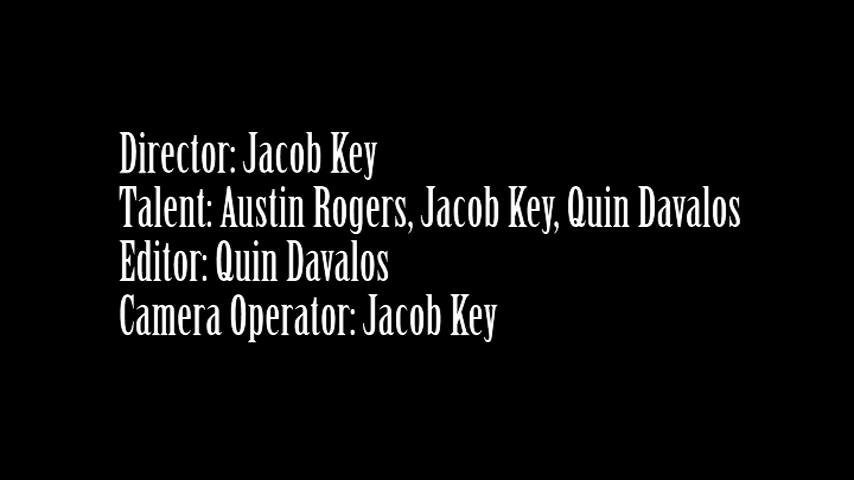 Director: Jacob Key
Talent: Austin Rogers, Jacob Key, Quin Davalos
Editor: Quin Davalos
Camera Operator: Jacob Key